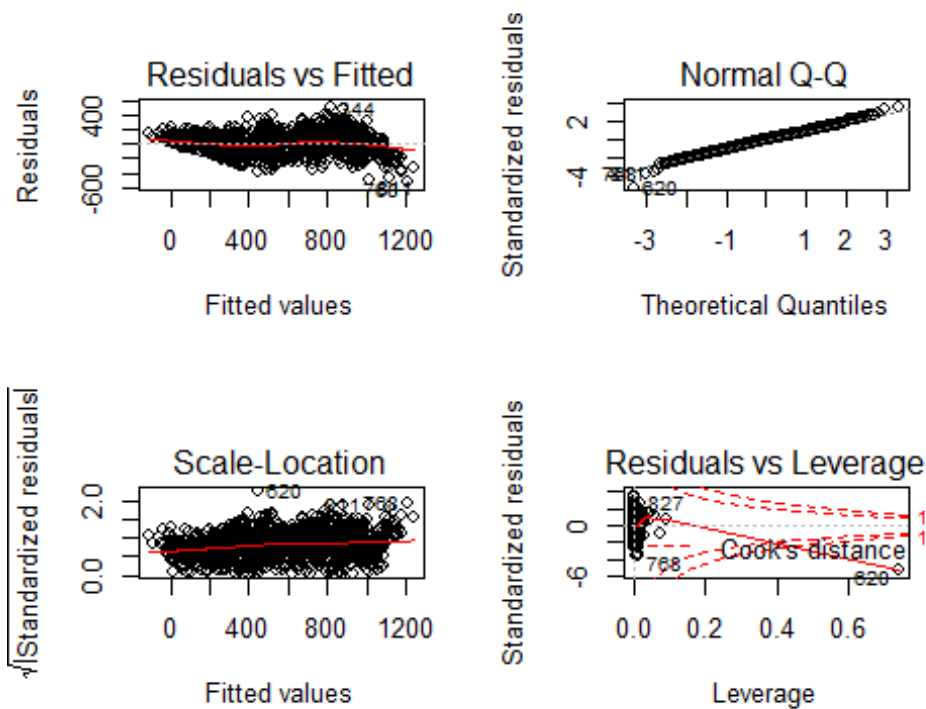 Residuals vs Fitted
Residuals
400
-600
244
0 400 800 1200
Fitted values
Normal Q-Q
Standardized residuals
2
-4
620
-3 -1 1 2 3
Theoretical Quantiles
Scale-Location
√|Standardized residuals|
2.0
0.0
620
768
0 400 800 1200
Fitted values
Residuals vs Leverage
Standardized residuals
0
-6
827
768
Cook's distance
620
1
1
0.0 0.2 0.4 0.6
Leverage